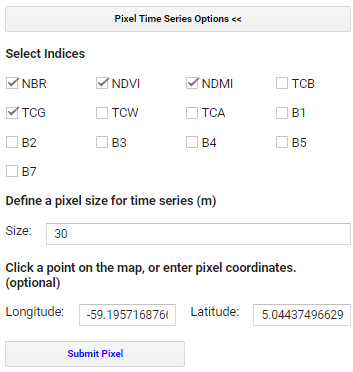 Pixel Time Series Options <<
Select Indices
NBR NDVI NDMI TCB
TCG TCW TCA B1
B2 B3 B4 B5
B7
Define a pixel size for time series (m)
Size: 30
Click a point on the map, or enter pixel coordinates.
(optional)
Longitude: -59.195716876 Latitude: 5.04437496629
Submit Pixel